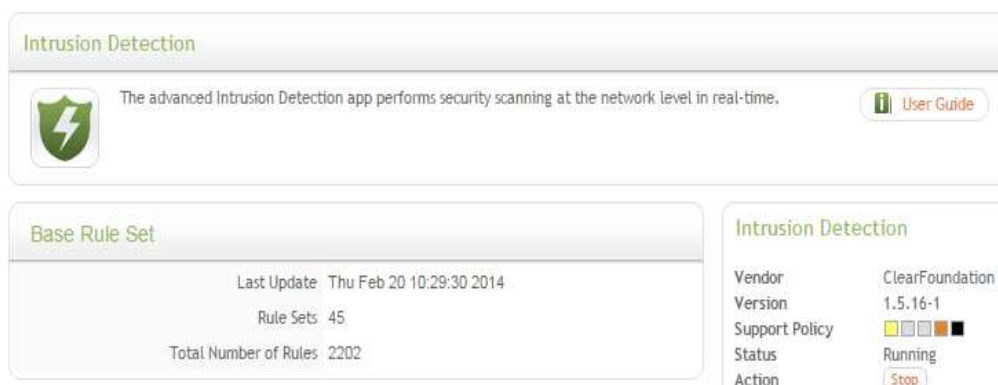 Intrusion Detection
The advanced Intrusion Detection app performs security scanning at the network level in real-time.
User Guide
Base Rule Set
Last Update Thu Feb 20 10:29:30 2014
Rule Sets 45
Total Number of Rules 2202
Intrusion Detection
Vendor ClearFoundation
Version 1.5.16-1
Support Policy
Status Running
Action Stop